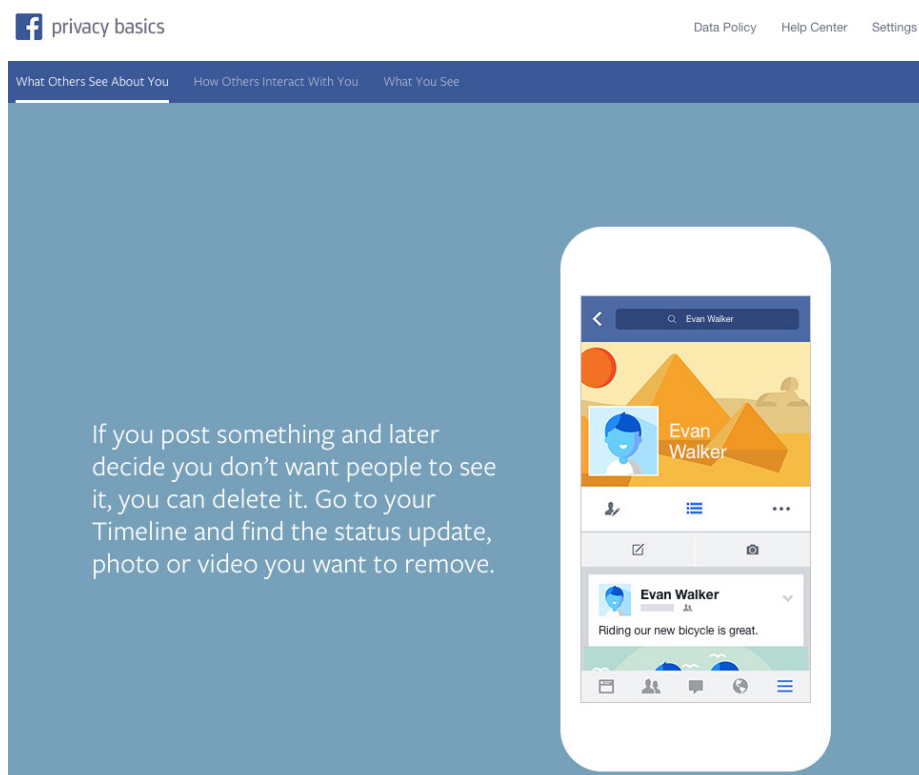 privacy basics
Data Policy Help Center Settings
What Others See About You How Others Interact With You What You See
If you post something and later
decide you don’t want people to see
it, you can delete it. Go to your
Timeline and find the status update,
photo or video you want to remove.
Evan Walker
Evan
Walker
Evan Walker
Riding our new bicycle is great.